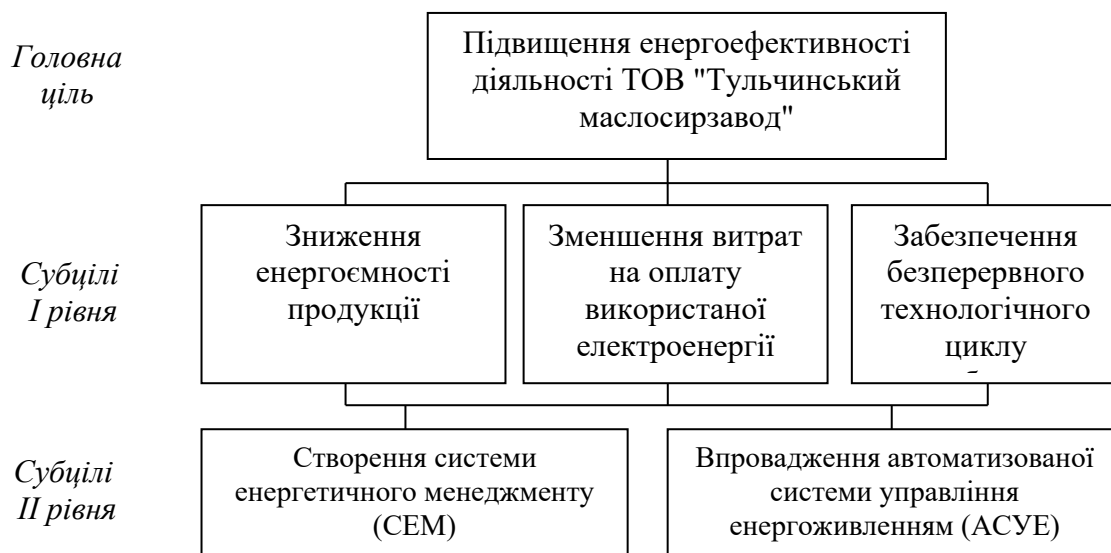 Головна
ціль
Підвищення енергоефективності
діяльності ТОВ "Тульчинський
маслосирзавод"
Субцілі
І рівня
Зниження
енергоємності
продукції
Зменшення витрат
на оплату
використаної
електроенергії
Забезпечення
безперервного
технологічного
циклу
Субцілі
ІІ рівня
Створення системи
енергетичного менеджменту
(СЕМ)
Впровадження автоматизованої
системи управління
енергоживленням (АСУЕ)